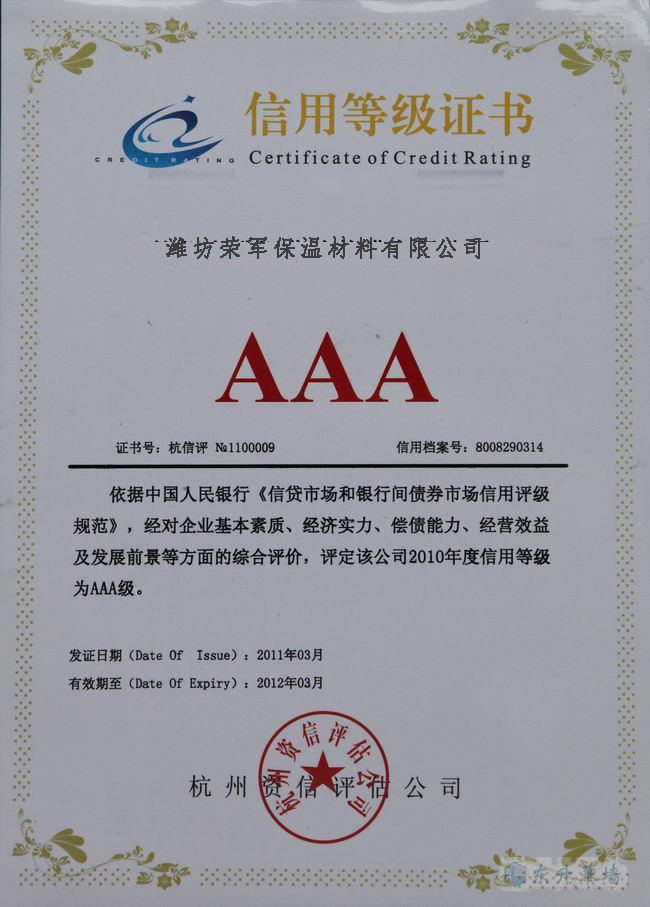 信用等级证书
CREDIT RATING
Certificate of Credit Rating
潍坊荣军保温材料有限公司
AAA
证书号：杭信评 №1100009 信用档案号：8008290314
依据中国人民银行《信贷市场和银行间债券市场信用评级
规范》，经对企业基本素质、经济实力、偿债能力、经营效益
及发展前景等方面的综合评价，评定该公司2010年度信用等级
为AAA级。
发证日期（Date Of Issue）：2011年03月
有效期至（Date Of Expiry）：2012年03月
杭州资信评估公司
杭州资信评估公司
东升幕墙